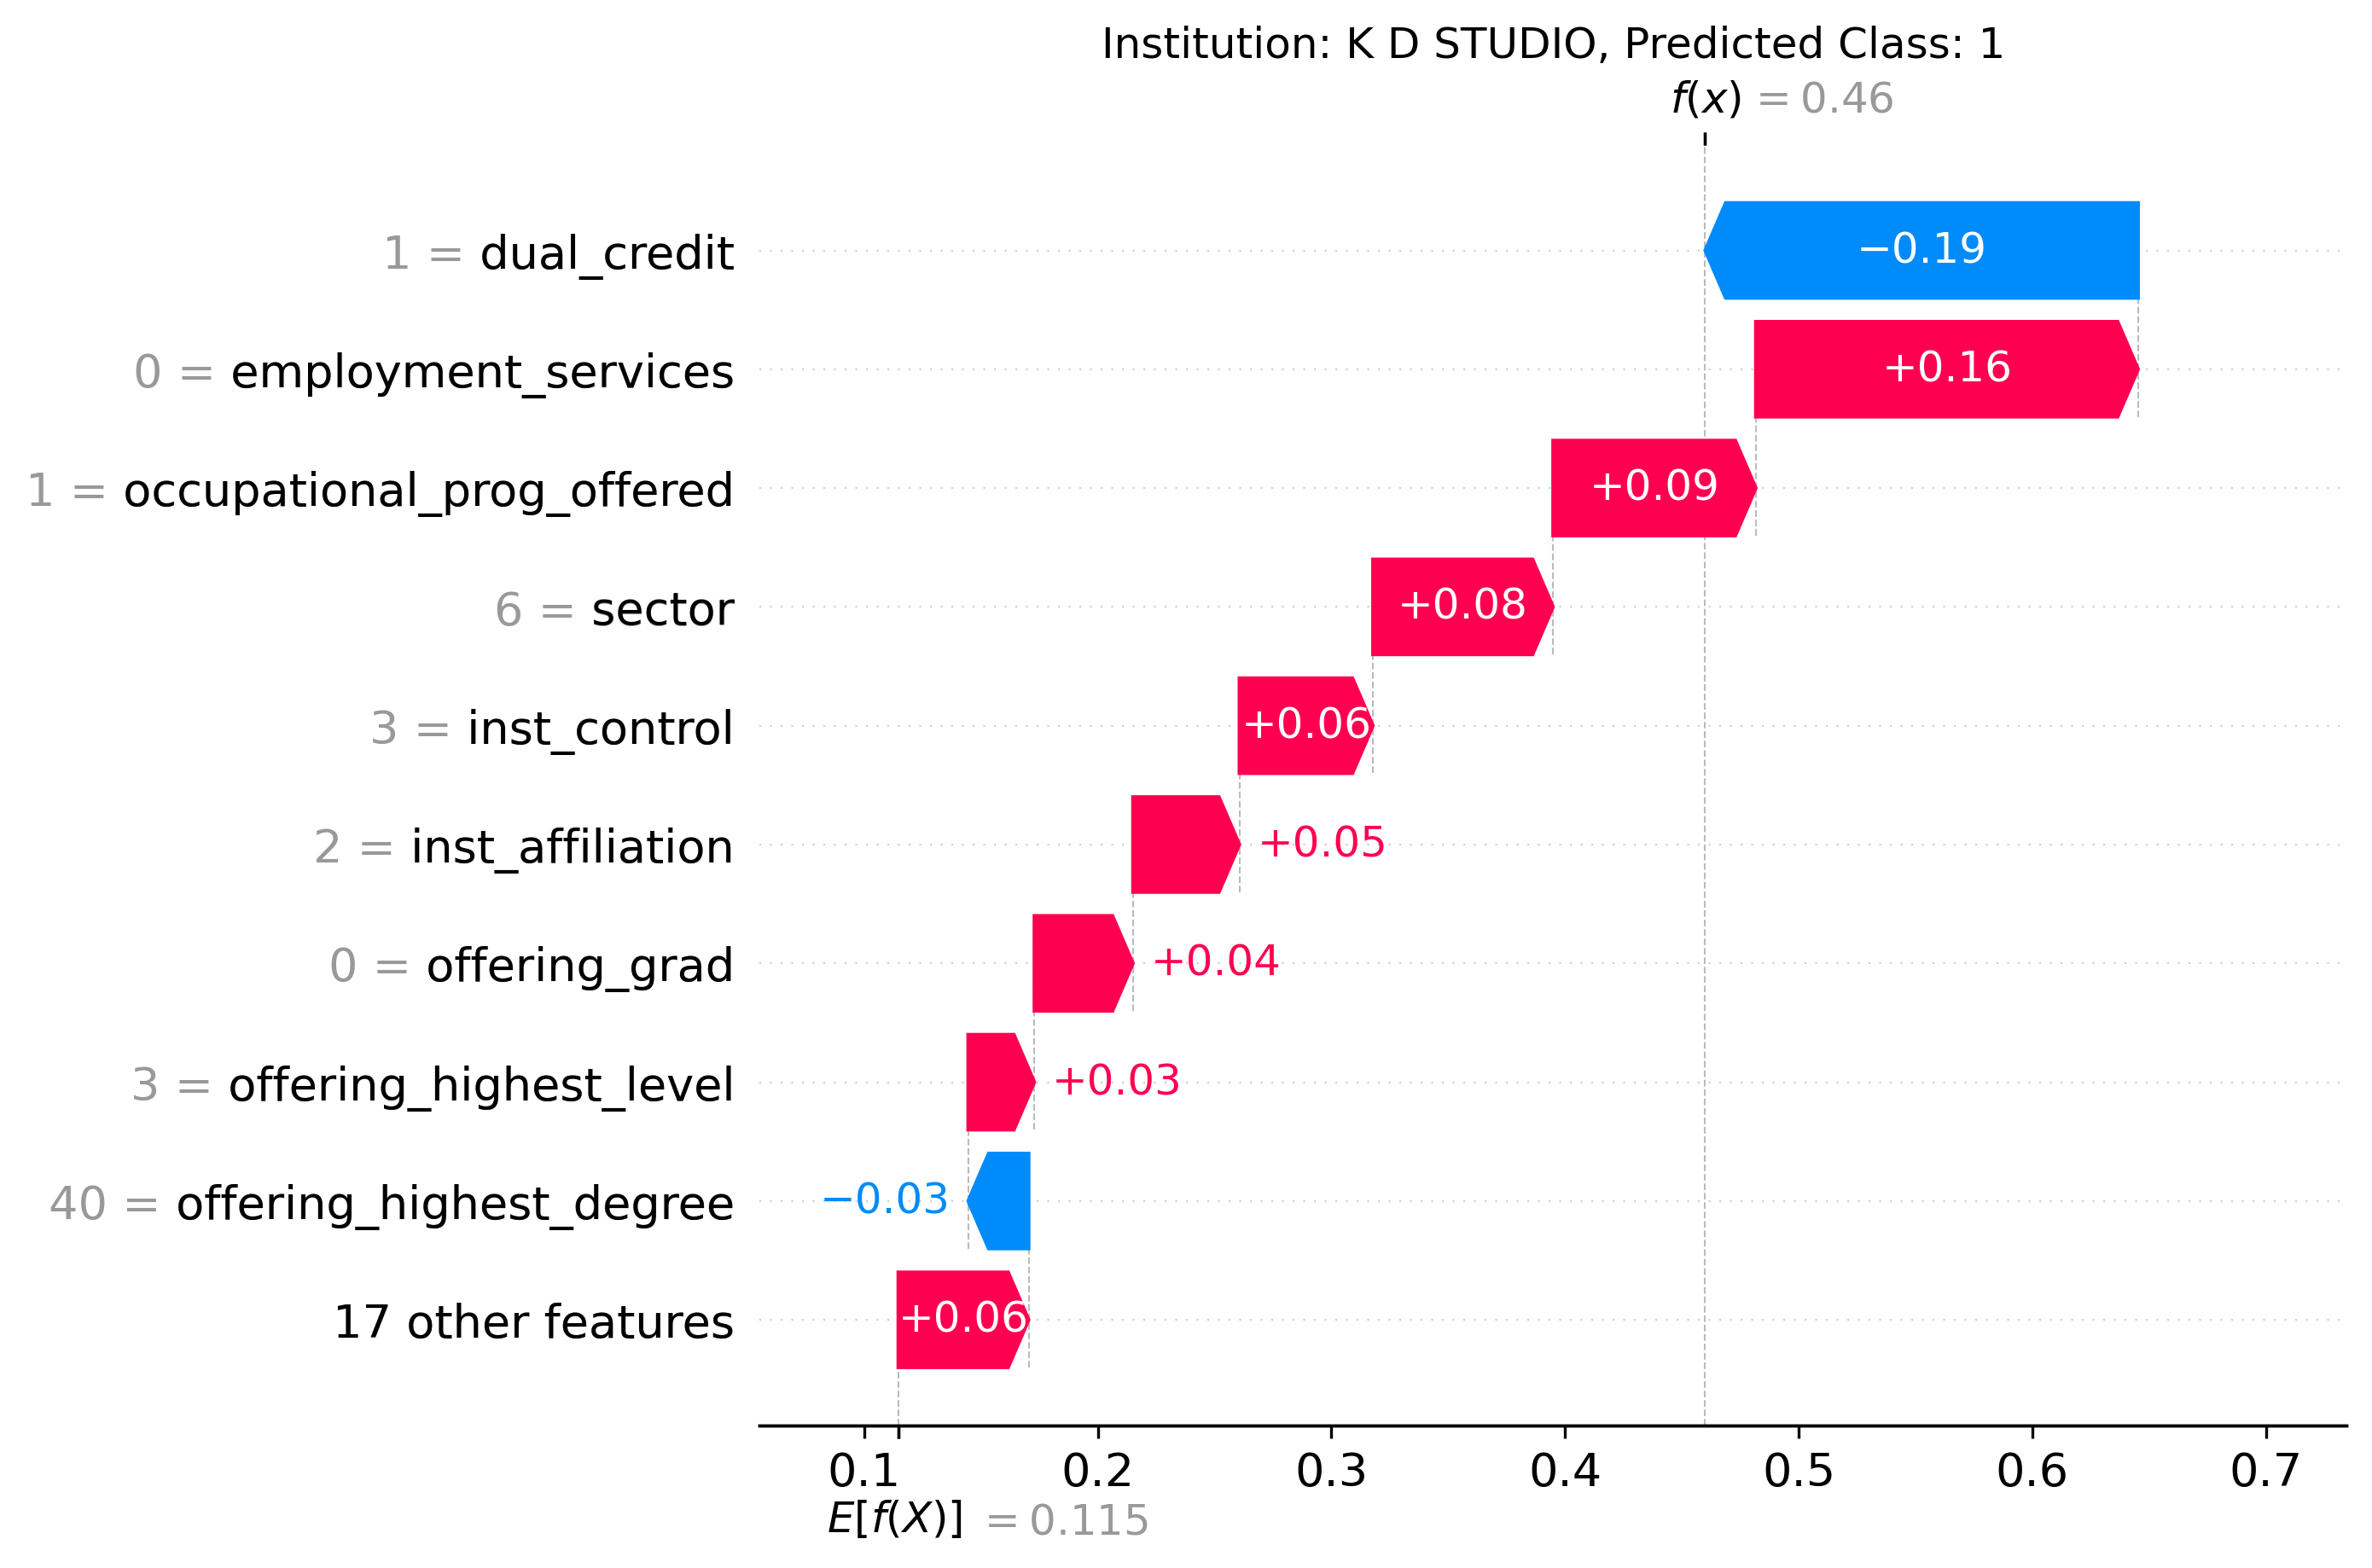 Institution: K D STUDIO, Predicted Class: 1
f(x) = 0.46
1 = dual_credit −0.19
0 = employment_services +0.16
1 = occupational_prog_offered +0.09
6 = sector +0.08
3 = inst_control +0.06
2 = inst_affiliation +0.05
0 = offering_grad +0.04
3 = offering_highest_level +0.03
40 = offering_highest_degree −0.03
17 other features +0.06
0.1 0.2 0.3 0.4 0.5 0.6 0.7
E[f(X)] = 0.115